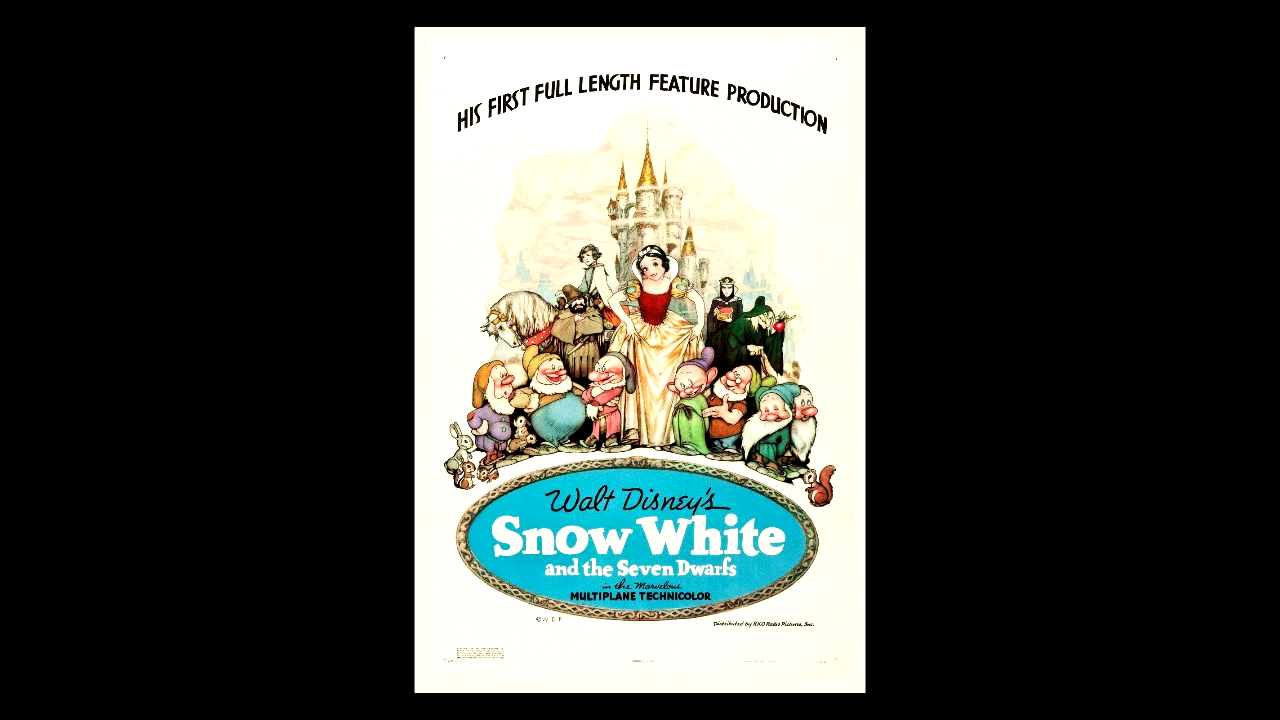 HIS FIRST FULL LENGTH FEATURE PRODUCTION
Walt Disney's
Snow White
and the Seven Dwarfs
in the Marvelous
MULTIPLANE TECHNICOLOR
© W D P
Distributed by RKO Radio Pictures, Inc.